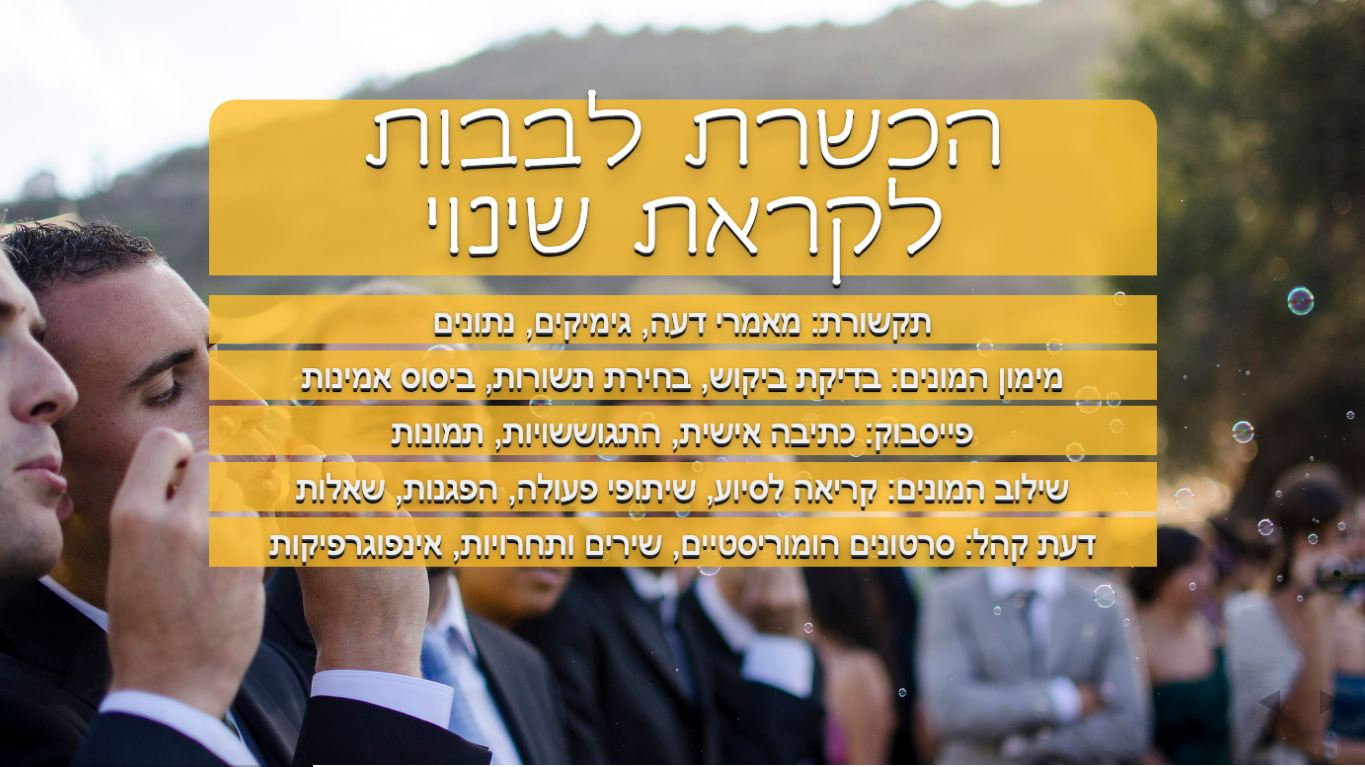 הכשרת לבבות
לקראת שינוי
תקשורת: מאמרי דעה, גימיקים, נתונים
מימון המונים: בדיקת ביקוש, בחירת תשורות, ביסוס אמינות
פייסבוק: כתיבה אישית, התגוששויות, תמונות
שילוב המונים: קריאה לסיוע, שיתופי פעולה, הפגנות, שאלות
דעת קהל: סרטונים הומוריסטיים, שירים ותחרויות, אינפוגרפיקות